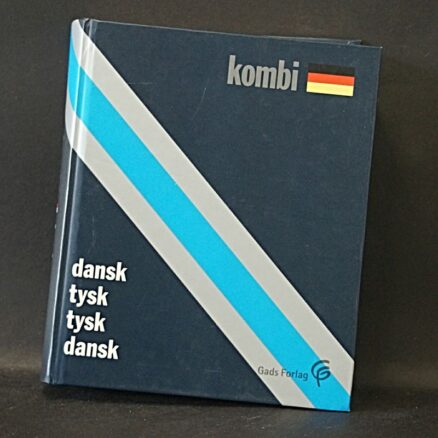 kombi
dansk
tysk
tysk
dansk
Gads Forlag